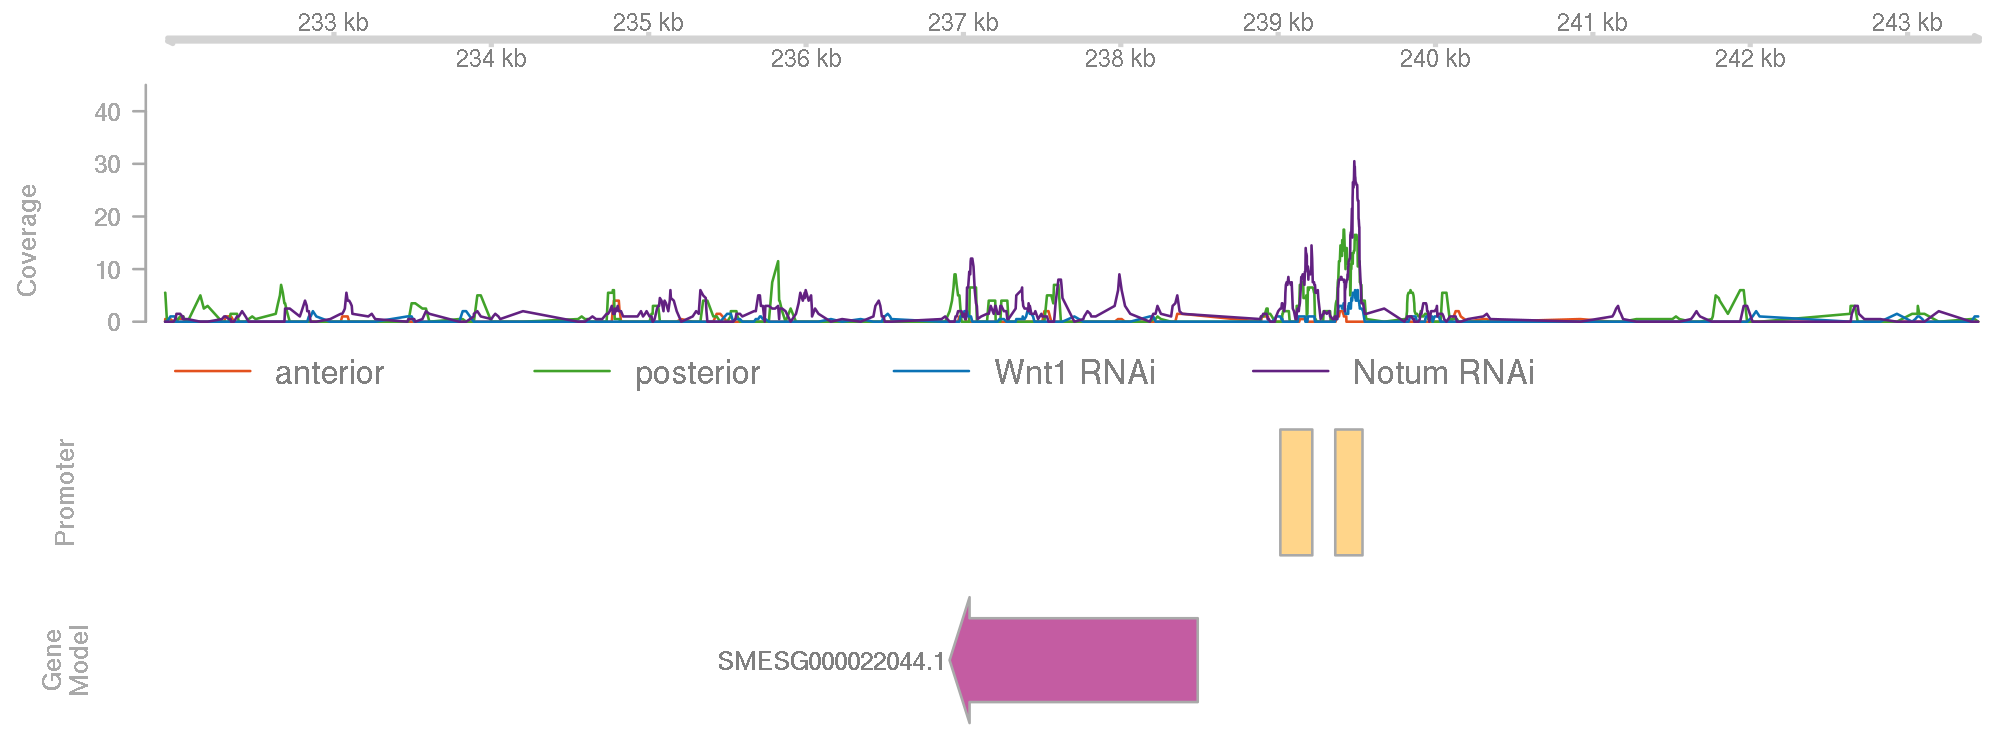 233 kb 235 kb 237 kb 239 kb 241 kb 243 kb
234 kb 236 kb 238 kb 240 kb 242 kb
Coverage
40
30
20
10
0
anterior posterior Wnt1 RNAi Notum RNAi
Promoter
Gene
Model
SMESG000022044.1